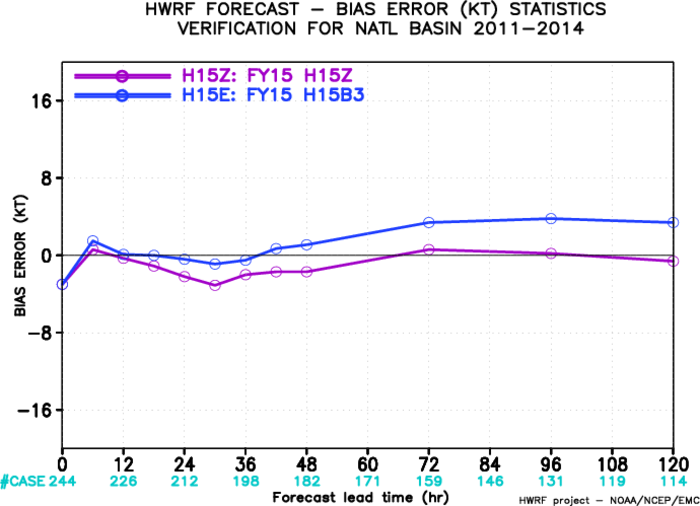 HWRF FORECAST – BIAS ERROR (KT) STATISTICS
VERIFICATION FOR NATL BASIN 2011–2014
H15Z: FY15 H15Z
H15E: FY15 H15B3
16
8
0
–8
–16
BIAS ERROR (KT)
0 12 24 36 48 60 72 84 96 108 120
#CASE 244 226 212 198 182 171 159 146 131 119 114
Forecast lead time (hr)
HWRF project – NOAA/NCEP/EMC